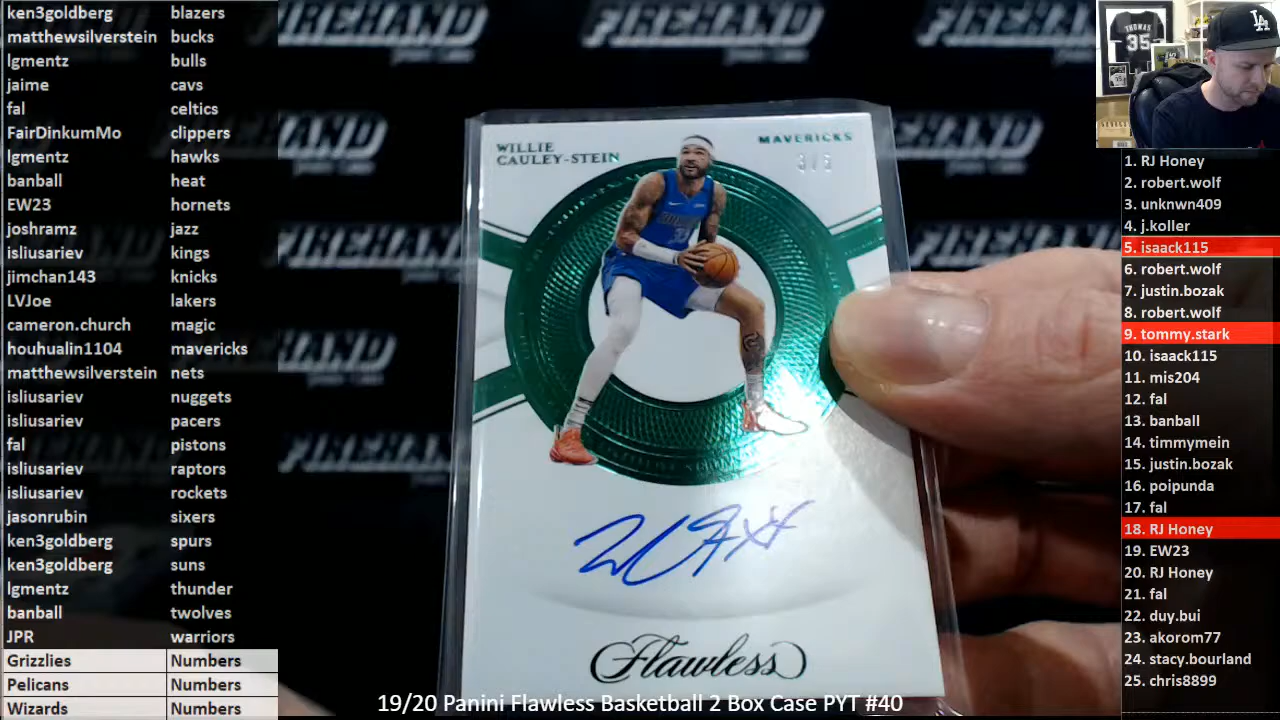 ken3goldberg blazers
matthewsilverstein bucks
lgmentz bulls
jaime cavs
fal celtics
FairDinkumMo clippers
lgmentz hawks
banball heat
EW23 hornets
joshramz jazz
isliusariev kings
jimchan143 knicks
LVJoe lakers
cameron.church magic
houhualin1104 mavericks
matthewsilverstein nets
isliusariev nuggets
isliusariev pacers
fal pistons
isliusariev raptors
isliusariev rockets
jasonrubin sixers
ken3goldberg spurs
ken3goldberg suns
lgmentz thunder
banball twolves
JPR warriors
Grizzlies Numbers
Pelicans Numbers
Wizards Numbers
FIREHAND FIREHAND FIREHAND
WILLIE
CAULEY-STEIN
MAVERICKS
Flawless
19/20 Panini Flawless Basketball 2 Box Case PYT #40
THOMAS
35
LA
1. RJ Honey
2. robert.wolf
3. unknwn409
4. j.koller
5. isaack115
6. robert.wolf
7. justin.bozak
8. robert.wolf
9. tommy.stark
10. isaack115
11. mis204
12. fal
13. banball
14. timmymein
15. justin.bozak
16. poipunda
17. fal
18. RJ Honey
19. EW23
20. RJ Honey
21. fal
22. duy.bui
23. akorom77
24. stacy.bourland
25. chris8899